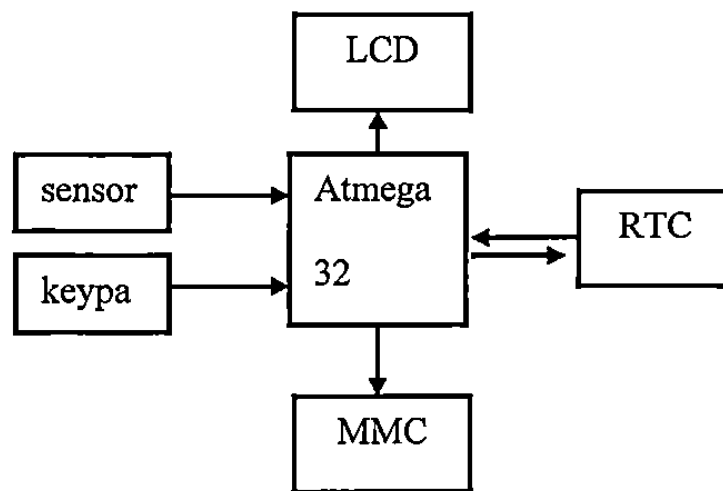 LCD
sensor
Atmega
32
RTC
keypa
MMC